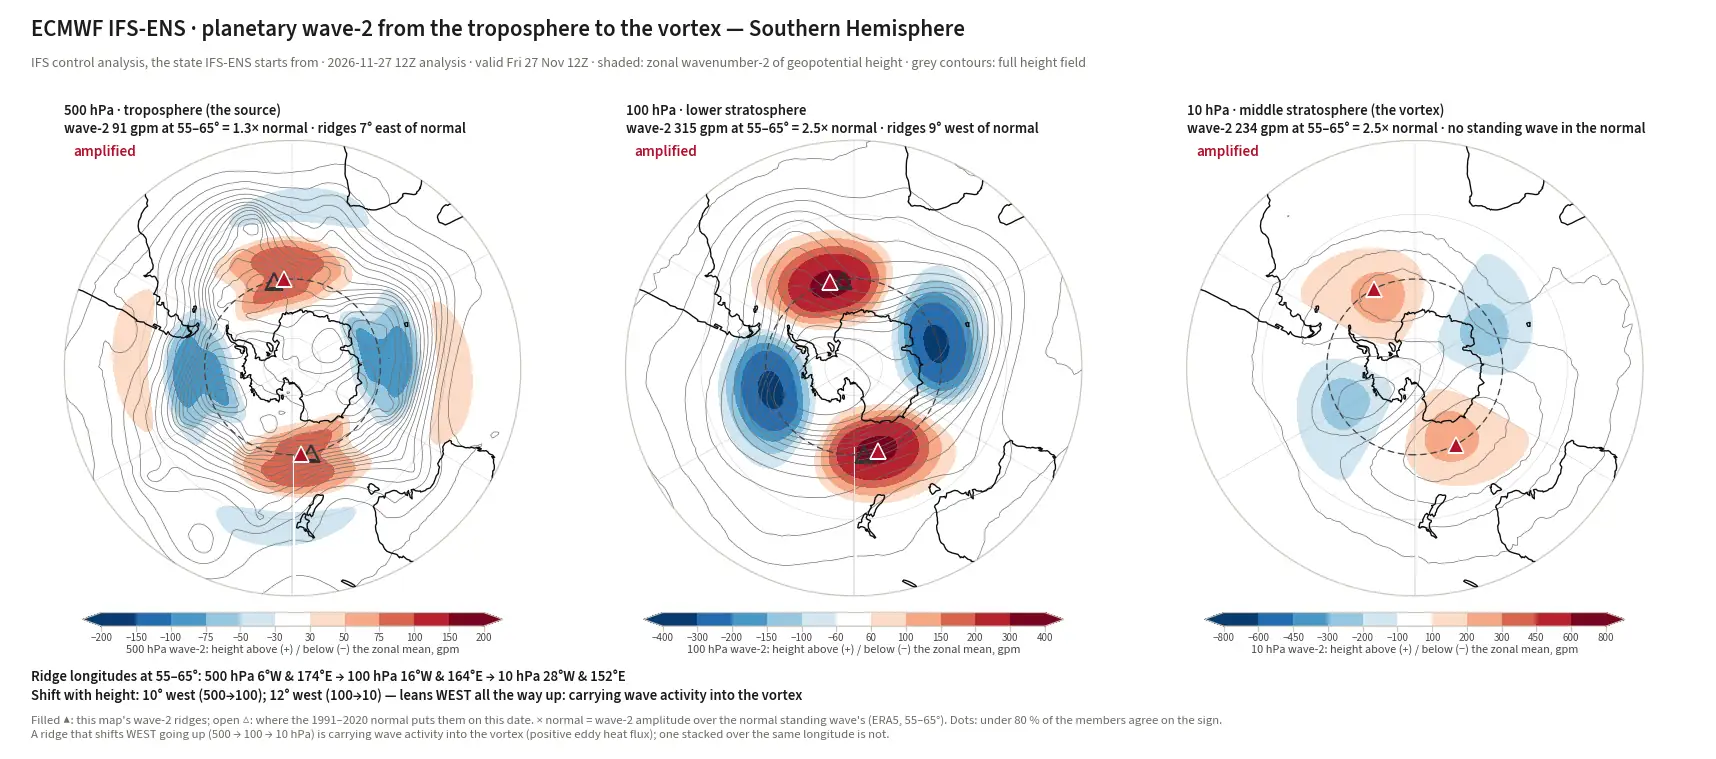 ECMWF IFS-ENS · planetary wave-2 from the troposphere to the vortex — Southern Hemisphere
IFS control analysis, the state IFS-ENS starts from · 2026-11-27 12Z analysis · valid Fri 27 Nov 12Z · shaded: zonal wavenumber-2 of geopotential height · grey contours: full height field
500 hPa · troposphere (the source)
wave-2 91 gpm at 55–65° = 1.3× normal · ridges 7° east of normal
amplified
100 hPa · lower stratosphere
wave-2 315 gpm at 55–65° = 2.5× normal · ridges 9° west of normal
amplified
10 hPa · middle stratosphere (the vortex)
wave-2 234 gpm at 55–65° = 2.5× normal · no standing wave in the normal
amplified
−200 −150 −100 −75 −50 −30 30 50 75 100 150 200
500 hPa wave-2: height above (+) / below (−) the zonal mean, gpm
−400 −300 −200 −150 −100 −60 60 100 150 200 300 400
100 hPa wave-2: height above (+) / below (−) the zonal mean, gpm
−800 −600 −450 −300 −200 −100 100 200 300 450 600 800
10 hPa wave-2: height above (+) / below (−) the zonal mean, gpm
Ridge longitudes at 55–65°: 500 hPa 6°W & 174°E → 100 hPa 16°W & 164°E → 10 hPa 28°W & 152°E
Shift with height: 10° west (500→100); 12° west (100→10) — leans WEST all the way up: carrying wave activity into the vortex
Filled ▲: this map's wave-2 ridges; open △: where the 1991–2020 normal puts them on this date. × normal = wave-2 amplitude over the normal standing wave's (ERA5, 55–65°). Dots: under 80 % of the members agree on the sign.
A ridge that shifts WEST going up (500 → 100 → 10 hPa) is carrying wave activity into the vortex (positive eddy heat flux); one stacked over the same longitude is not.